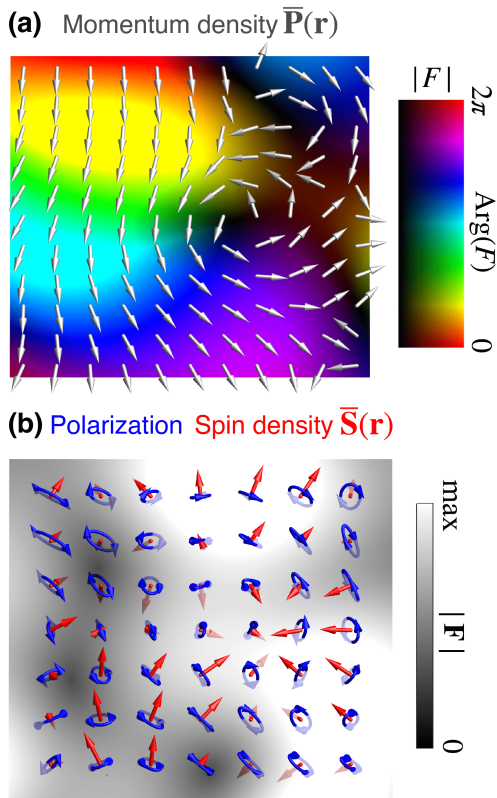 (a) Momentum density P̅(r)
|F|
2π
Arg(F)
0
(b) Polarization Spin density S̅(r)
max
|F|
0